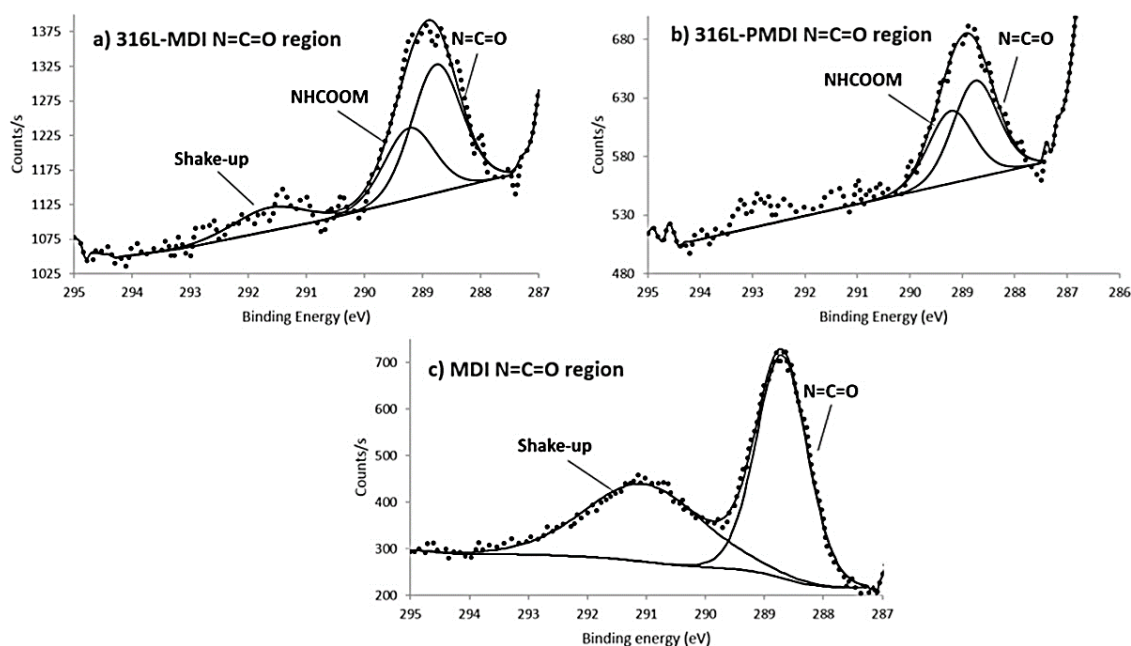 a) 316L-MDI N=C=O region
N=C=O
NHCOOM
Shake-up
Counts/s
1375
1325
1275
1225
1175
1125
1075
1025
295 294 293 292 291 290 289 288 287
Binding Energy (eV)
b) 316L-PMDI N=C=O region
N=C=O
NHCOOM
Counts/s
680
630
580
530
480
295 294 293 292 291 290 289 288 287 286
Binding Energy (eV)
c) MDI N=C=O region
N=C=O
Shake-up
Counts/s
700
600
500
400
300
200
295 294 293 292 291 290 289 288 287
Binding energy (eV)